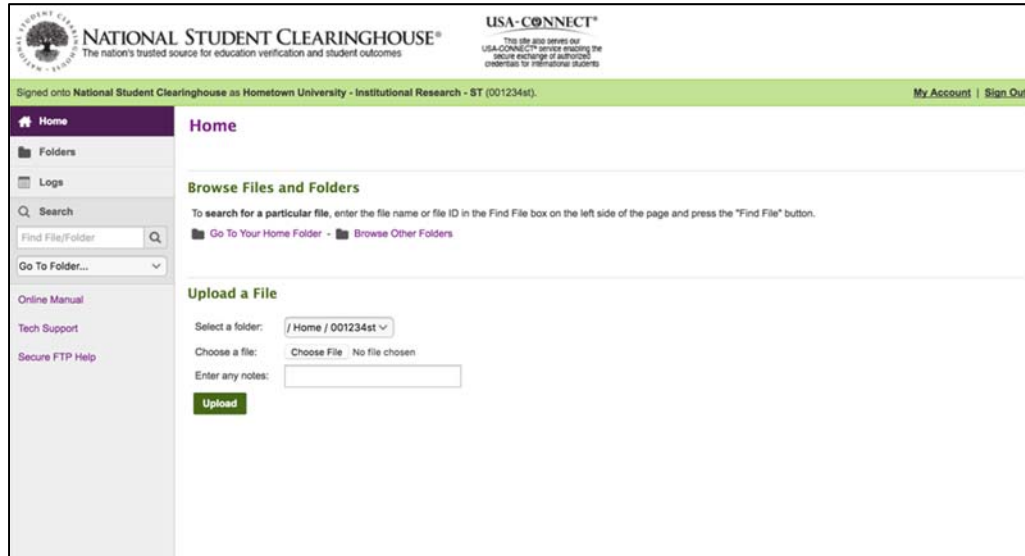 NATIONAL STUDENT CLEARINGHOUSE®
The nation's trusted source for education verification and student outcomes
USA-CONNECT®
This site also serves our
USA-CONNECT® service enabling the
secure exchange of authorized
credentials for international students
Signed onto National Student Clearinghouse as Hometown University - Institutional Research - ST (001234st).
My Account | Sign Out
Home
Folders
Logs
Search
Find File/Folder
Go To Folder...
Online Manual
Tech Support
Secure FTP Help
Home
Browse Files and Folders
To search for a particular file, enter the file name or file ID in the Find File box on the left side of the page and press the "Find File" button.
Go To Your Home Folder - Browse Other Folders
Upload a File
Select a folder: / Home / 001234st
Choose a file: Choose File No file chosen
Enter any notes:
Upload